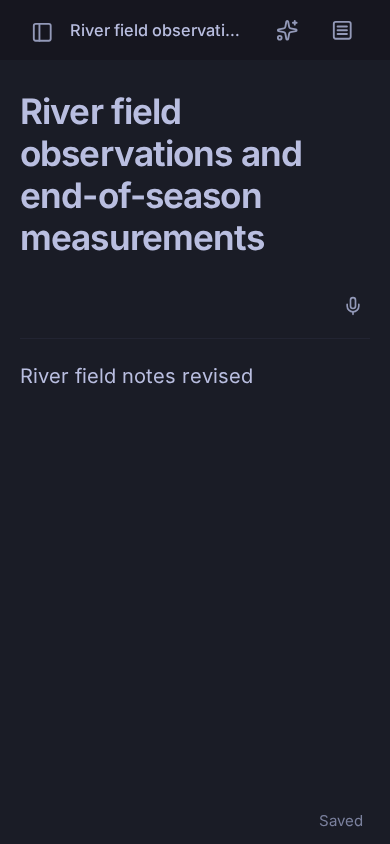 River field observati...
River field
observations and
end-of-season
measurements
River field notes revised
Saved